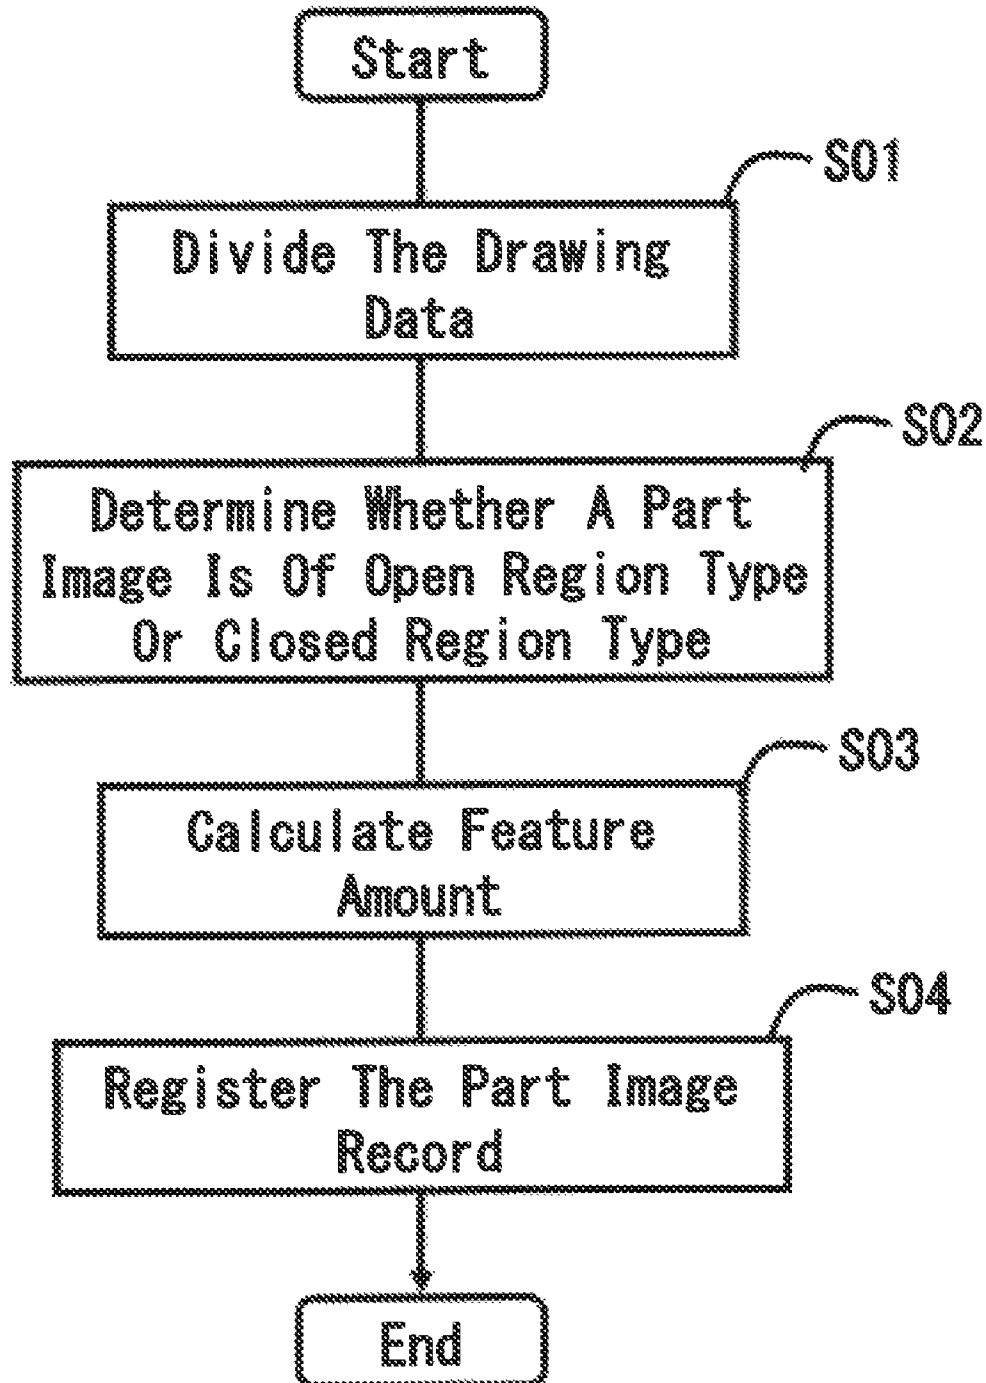 Start
S01
Divide The Drawing
Data
S02
Determine Whether A Part
Image Is Of Open Region Type
Or Closed Region Type
S03
Calculate Feature
Amount
S04
Register The Part Image
Record
End